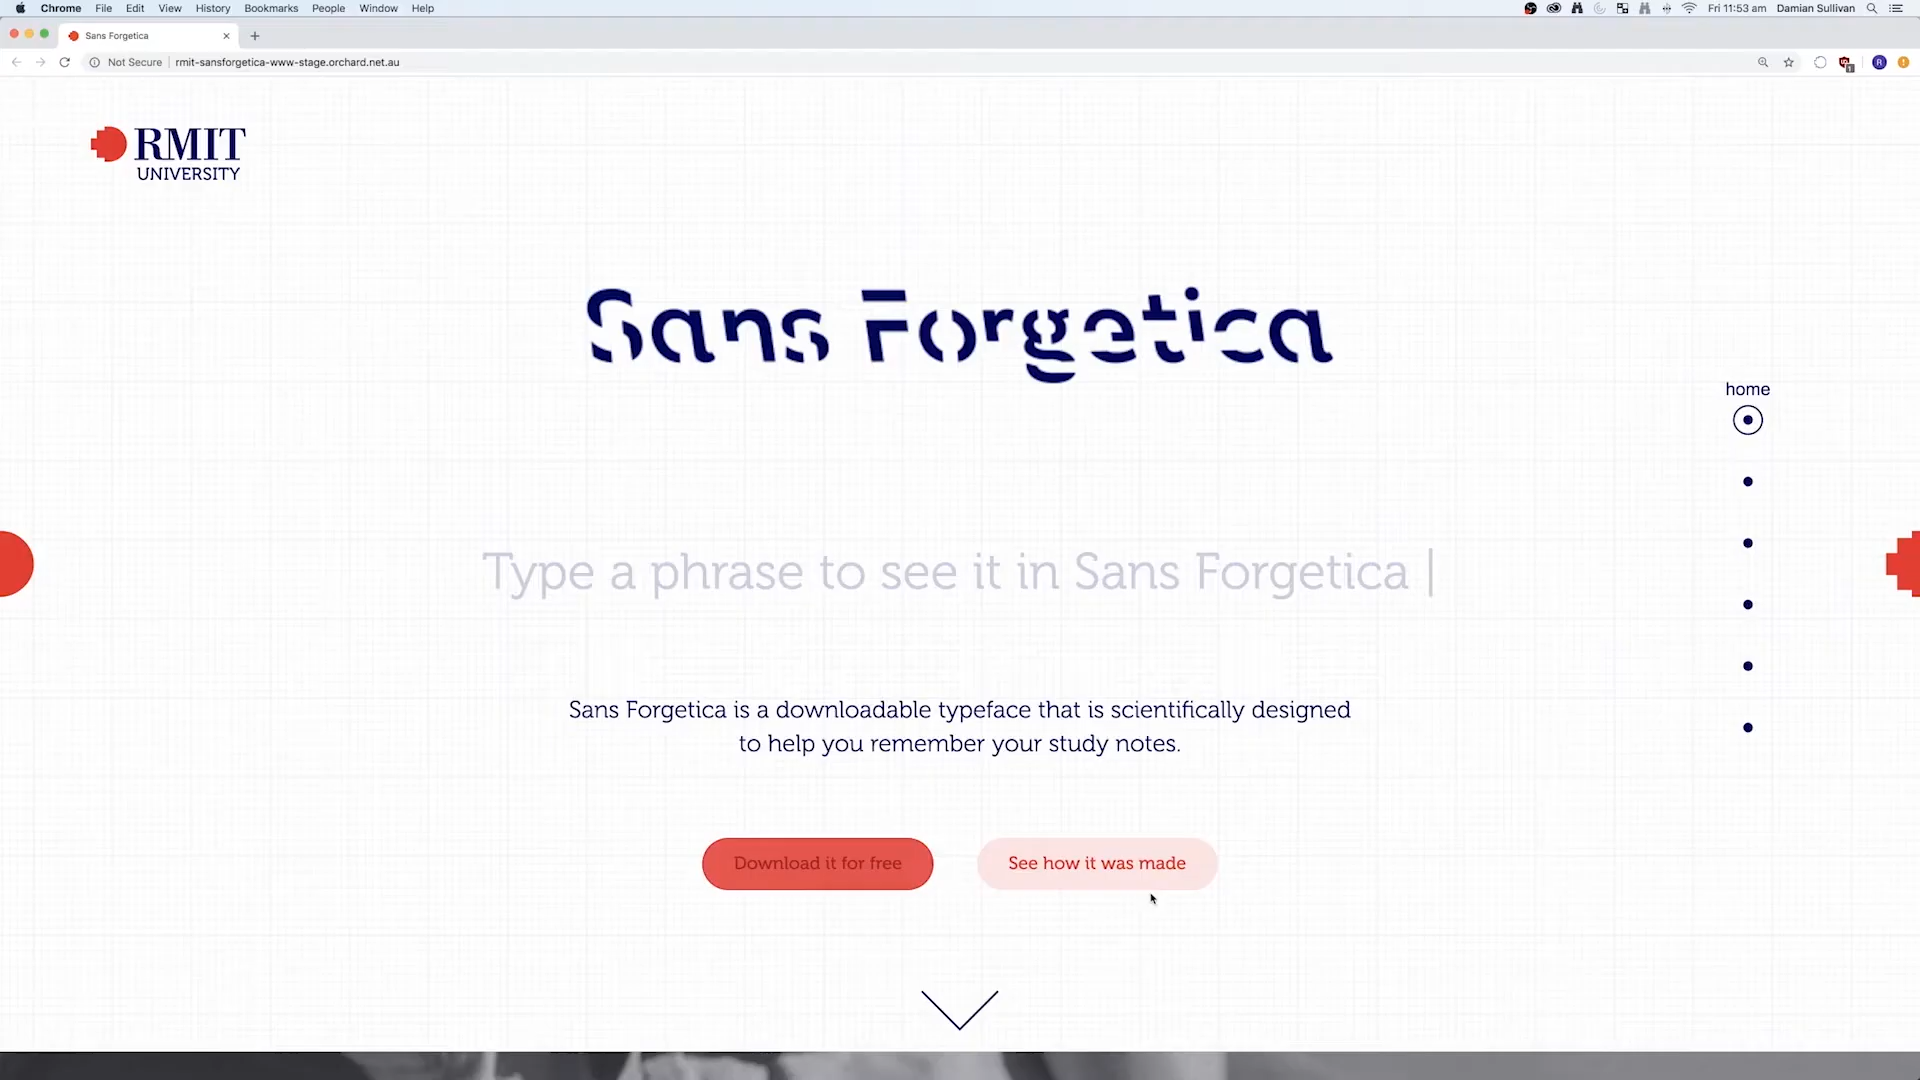 Chrome File Edit View History Bookmarks People Window Help Fri 11:53 am Damian Sullivan
Sans Forgetica
Not Secure rmit-sansforgetica-www-stage.orchard.net.au R
RMIT
UNIVERSITY
Sans Forgetica
home
Type a phrase to see it in Sans Forgetica |
Sans Forgetica is a downloadable typeface that is scientifically designed
to help you remember your study notes.
Download it for free See how it was made